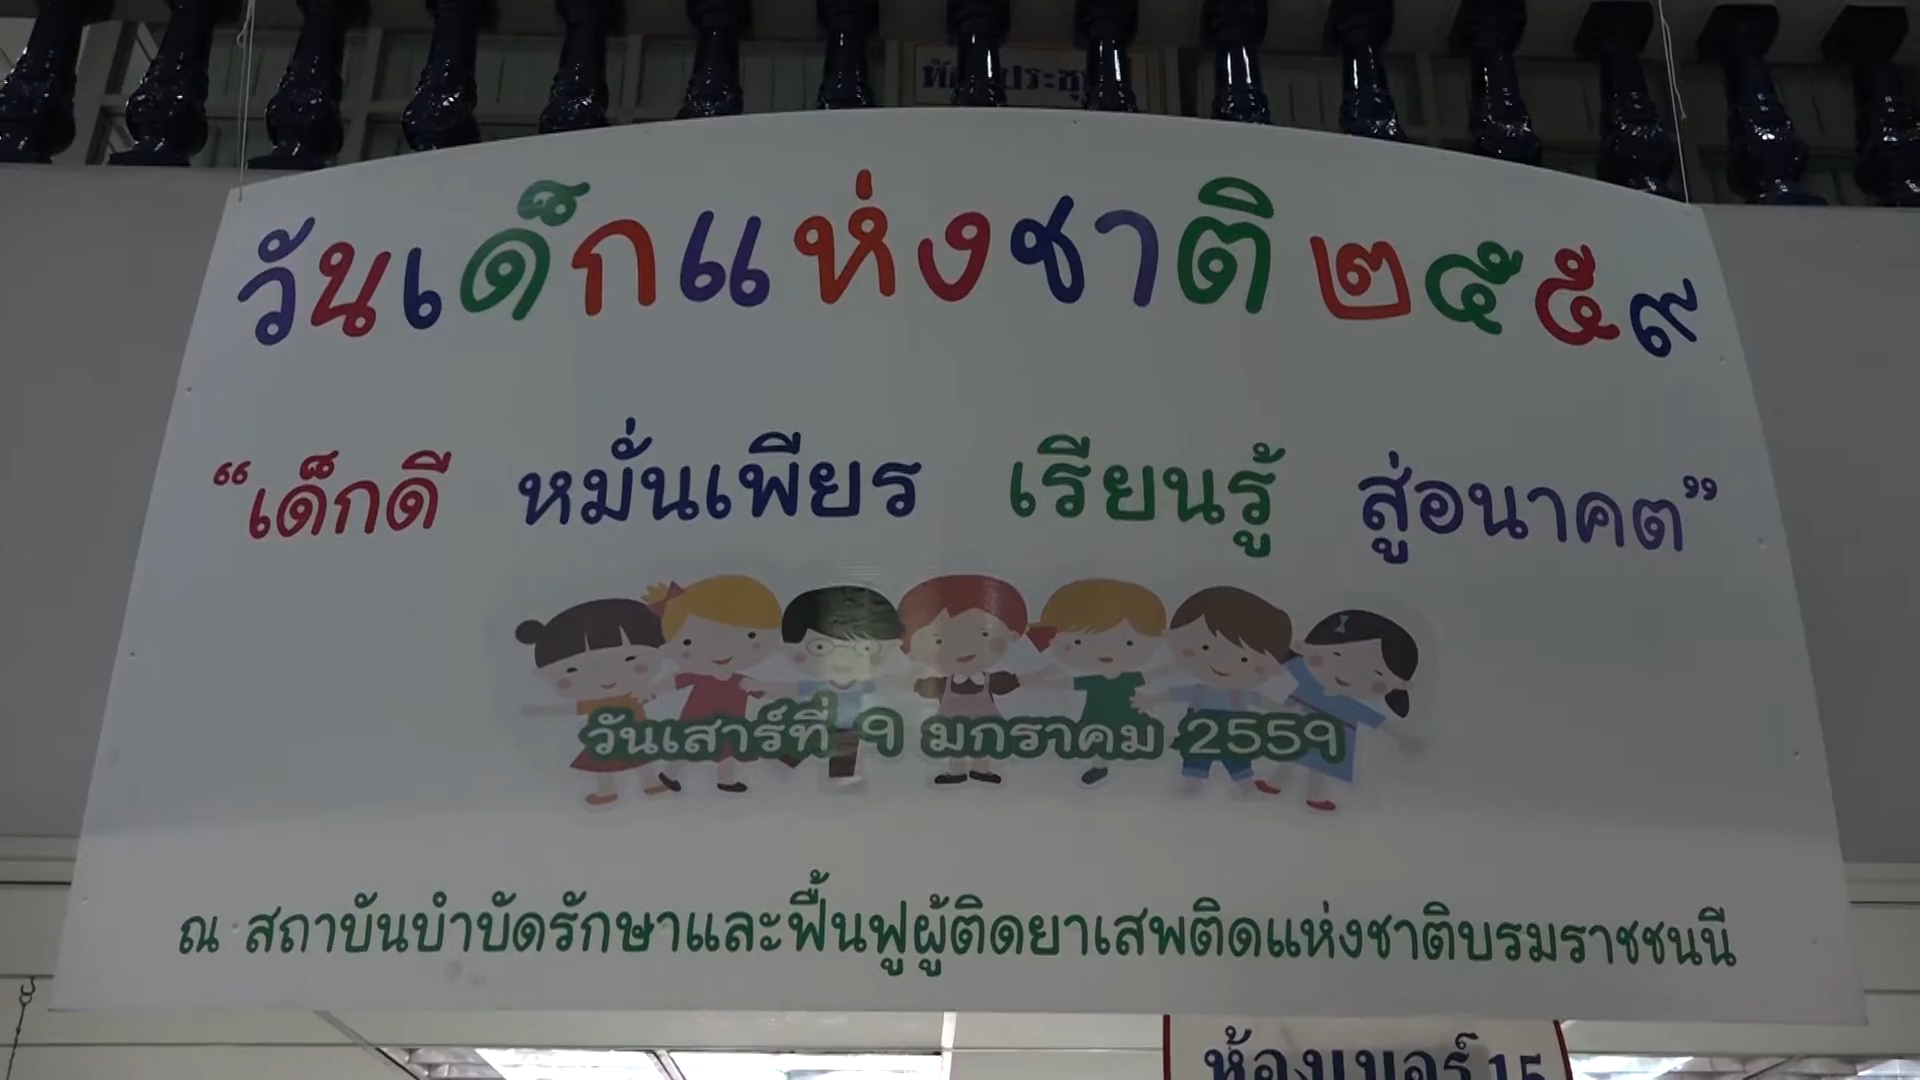 วันเด็กแห่งชาติ ๒๕๕๙
“เด็กดี หมั่นเพียร เรียนรู้ สู่อนาคต”
วันเสาร์ที่ 9 มกราคม 2559
ณ สถาบันบำบัดรักษาและฟื้นฟูผู้ติดยาเสพติดแห่งชาติบรมราชชนนี
ห้องเบอร์ 15